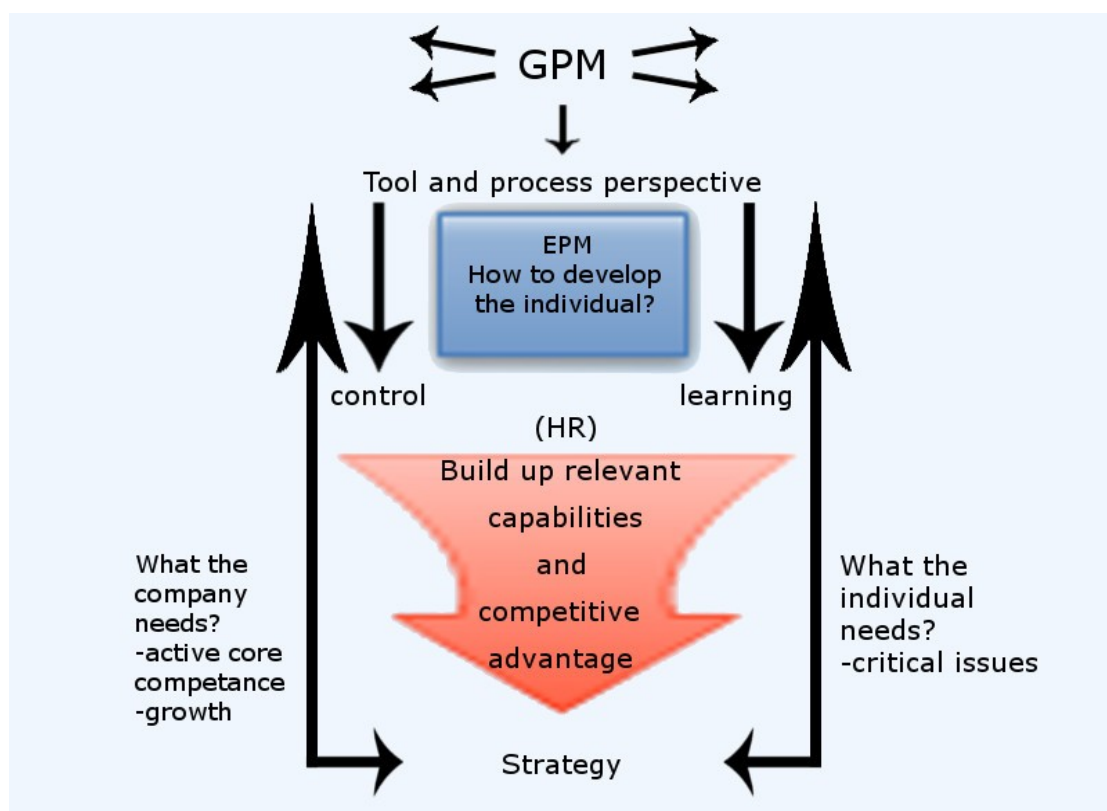 GPM
Tool and process perspective
EPM
How to develop
the individual?
control
learning
(HR)
Build up relevant
capabilities
and
competitive
advantage
What the
company
needs?
-active core
competance
-growth
What the
individual
needs?
-critical issues
Strategy